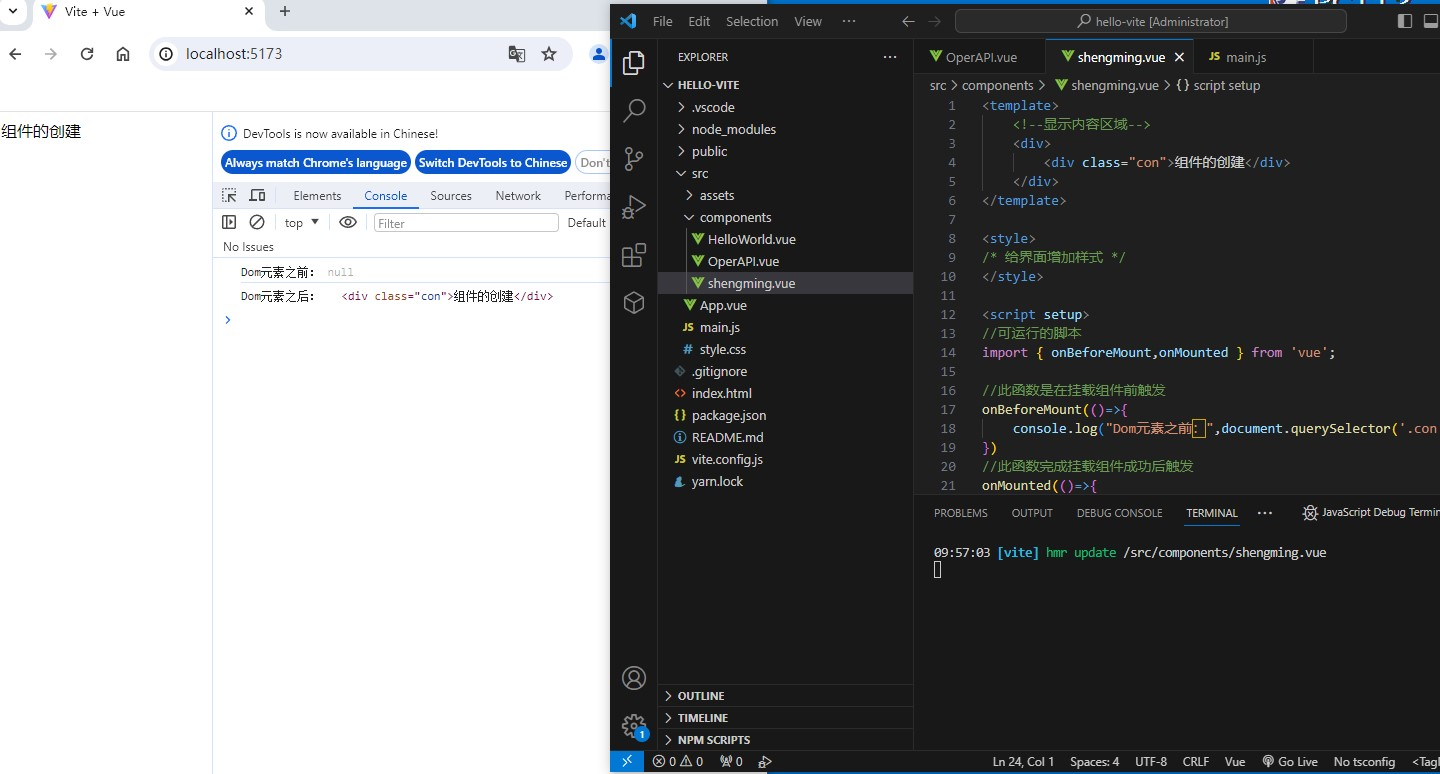 Vite + Vue
localhost:5173
组件的创建
DevTools is now available in Chinese!
Always match Chrome's language
Switch DevTools to Chinese
Don't
Elements
Console
Sources
Network
Performa
top
Filter
Default
No Issues
Dom元素之前： null
Dom元素之后： <div class="con">组件的创建</div>
File
Edit
Selection
View
hello-vite [Administrator]
EXPLORER
HELLO-VITE
.vscode
node_modules
public
src
assets
components
HelloWorld.vue
OperAPI.vue
shengming.vue
App.vue
JS main.js
# style.css
.gitignore
<> index.html
{} package.json
README.md
JS vite.config.js
yarn.lock
OUTLINE
TIMELINE
NPM SCRIPTS
OperAPI.vue
shengming.vue
JS main.js
src > components > shengming.vue > {} script setup
1 <template>
2 <!--显示内容区域-->
3 <div>
4 <div class="con">组件的创建</div>
5 </div>
6 </template>
7
8 <style>
9 /* 给界面增加样式 */
10 </style>
11
12 <script setup>
13 //可运行的脚本
14 import { onBeforeMount,onMounted } from 'vue';
15
16 //此函数是在挂载组件前触发
17 onBeforeMount(()=>{
18 console.log("Dom元素之前：",document.querySelector('.con
19 })
20 //此函数完成挂载组件成功后触发
21 onMounted(()=>{
PROBLEMS
OUTPUT
DEBUG CONSOLE
TERMINAL
JavaScript Debug Termin
09:57:03 [vite] hmr update /src/components/shengming.vue
1
0
0
0
Ln 24, Col 1
Spaces: 4
UTF-8
CRLF
Vue
Go Live
No tsconfig
<Tagl